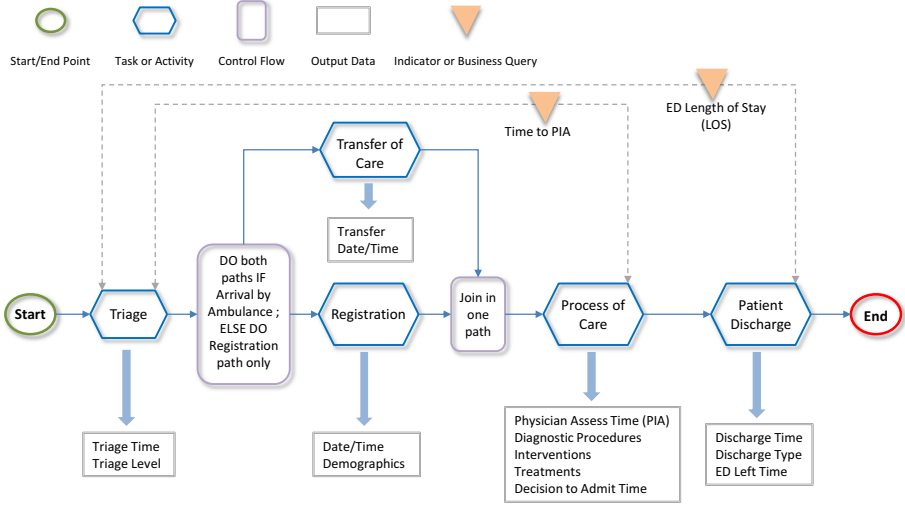 Start/End Point
Task or Activity
Control Flow
Output Data
Indicator or Business Query
ED Length of Stay
(LOS)
Time to PIA
Transfer of
Care
Transfer
Date/Time
Start
Triage
DO both
paths IF
Arrival by
Ambulance ;
ELSE DO
Registration
path only
Registration
Join in
one
path
Process of
Care
Patient
Discharge
End
Triage Time
Triage Level
Date/Time
Demographics
Physician Assess Time (PIA)
Diagnostic Procedures
Interventions
Treatments
Decision to Admit Time
Discharge Time
Discharge Type
ED Left Time